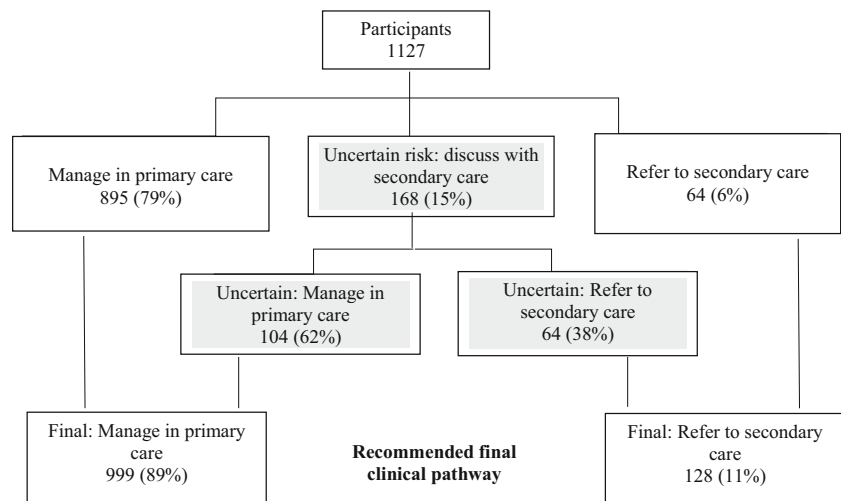 Participants
1127
Manage in primary care
895 (79%)
Uncertain risk: discuss with
secondary care
168 (15%)
Refer to secondary care
64 (6%)
Uncertain: Manage in
primary care
104 (62%)
Uncertain: Refer to
secondary care
64 (38%)
Final: Manage in primary
care
999 (89%)
Recommended final
clinical pathway
Final: Refer to secondary
care
128 (11%)